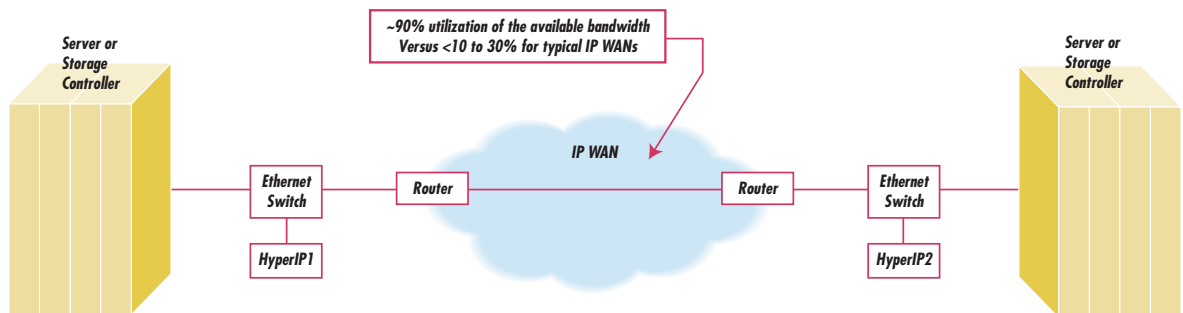 ~90% utilization of the available bandwidth
Versus <10 to 30% for typical IP WANs
Server or
Storage
Controller
Server or
Storage
Controller
IP WAN
Ethernet
Switch
Router
Router
Ethernet
Switch
HyperIP1
HyperIP2